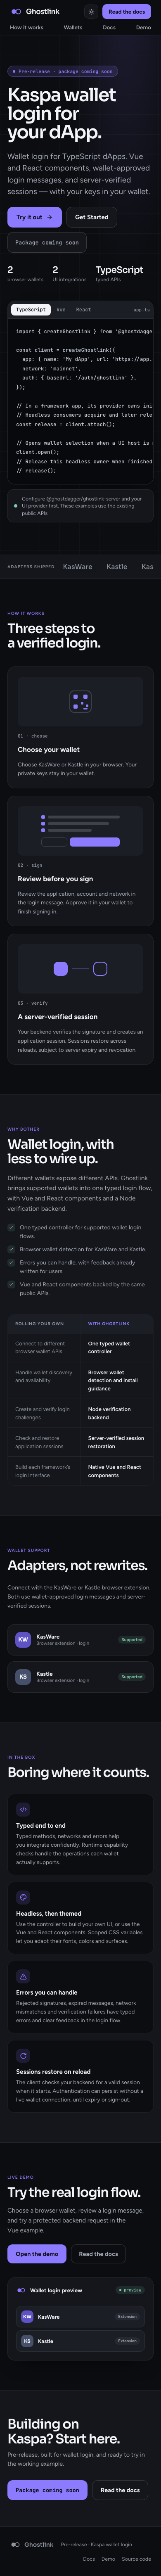 Ghostlink
Read the docs
How it works Wallets Docs Demo
Pre-release · package coming soon
Kaspa wallet
login for
your dApp.
Wallet login for TypeScript dApps. Vue
and React components, wallet-approved
login messages, and server-verified
sessions — with your keys in your wallet.
Try it out →
Get Started
Package coming soon
2 2 TypeScript
browser wallets UI integrations typed APIs
TypeScript Vue React app.ts
import { createGhostlink } from '@ghostdagger/
const client = createGhostlink({
app: { name: 'My dApp', url: 'https://app.
network: 'mainnet',
auth: { baseUrl: '/auth/ghostlink' },
});
// In a framework app, its provider owns init
// Headless consumers acquire and later relea
const release = client.attach();
// Opens wallet selection when a UI host is m
client.open();
// Release this headless owner when finished
// release();
Configure @ghostdagger/ghostlink-server and your
UI provider first. These examples use the existing
public APIs.
ADAPTERS SHIPPED KasWare Kastle Kas
HOW IT WORKS
Three steps to
a verified login.
01 · choose
Choose your wallet
Choose KasWare or Kastle in your browser. Your
private keys stay in your wallet.
02 · sign
Review before you sign
Review the application, account and network in
the login message. Approve it in your wallet to
finish signing in.
03 · verify
A server-verified session
Your backend verifies the signature and creates an
application session. Sessions restore across
reloads, subject to server expiry and revocation.
WHY BOTHER
Wallet login, with
less to wire up.
Different wallets expose different APIs. Ghostlink
brings supported wallets into one typed login flow,
with Vue and React components and a Node
verification backend.
One typed controller for supported wallet login
flows.
Browser wallet detection for KasWare and Kastle.
Errors you can handle, with feedback already
written for users.
Vue and React components backed by the same
public APIs.
ROLLING YOUR OWN WITH GHOSTLINK
Connect to different
browser wallet APIs
One typed wallet
controller
Handle wallet discovery
and availability
Browser wallet
detection and install
guidance
Create and verify login
challenges
Node verification
backend
Check and restore
application sessions
Server-verified session
restoration
Build each framework's
login interface
Native Vue and React
components
WALLET SUPPORT
Adapters, not rewrites.
Connect with the KasWare or Kastle browser extension.
Both use wallet-approved login messages and server-
verified sessions.
KW KasWare
Browser extension · login
Supported
KS Kastle
Browser extension · login
Supported
IN THE BOX
Boring where it counts.
Typed end to end
Typed methods, networks and errors help
you integrate confidently. Runtime capability
checks handle the operations each wallet
actually supports.
Headless, then themed
Use the controller to build your own UI, or use the
Vue and React components. Scoped CSS variables
let you adapt their fonts, colors and surfaces.
Errors you can handle
Rejected signatures, expired messages, network
mismatches and verification failures have typed
errors and clear feedback in the login flow.
Sessions restore on reload
The client checks your backend for a valid session
when it starts. Authentication can persist without a
live wallet connection, until expiry or sign-out.
LIVE DEMO
Try the real login flow.
Choose a browser wallet, review a login message,
and try a protected backend request in the
Vue example.
Open the demo
Read the docs
Wallet login preview
preview
KW KasWare Extension
KS Kastle Extension
Building on
Kaspa? Start here.
Pre-release, built for wallet login, and ready to try in
the working example.
Package coming soon
Read the docs
Ghostlink Pre-release · Kaspa wallet login
Docs Demo Source code